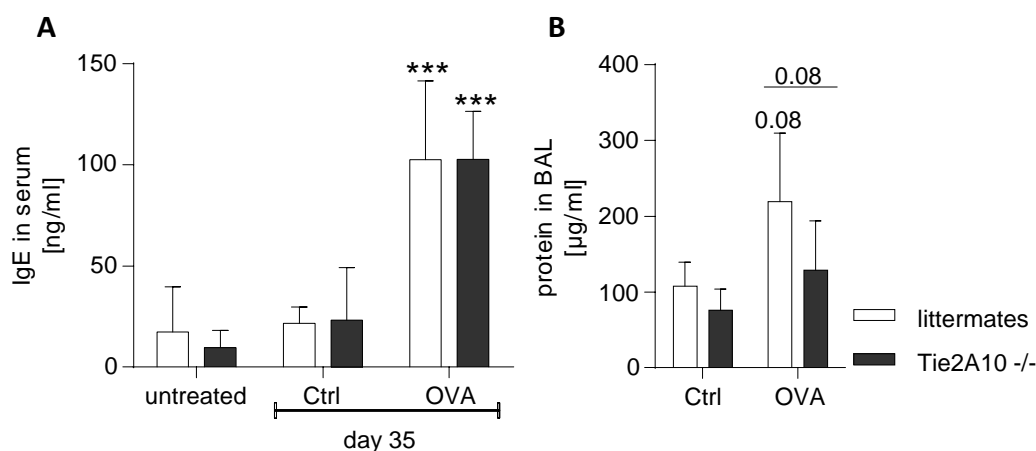 A
IgE in serum
[ng/ml]
150
100
50
0
***
***
untreated
Ctrl
OVA
day 35
B
protein in BAL
[µg/ml]
400
300
200
100
0
0.08
0.08
Ctrl
OVA
littermates
Tie2A10 -/-